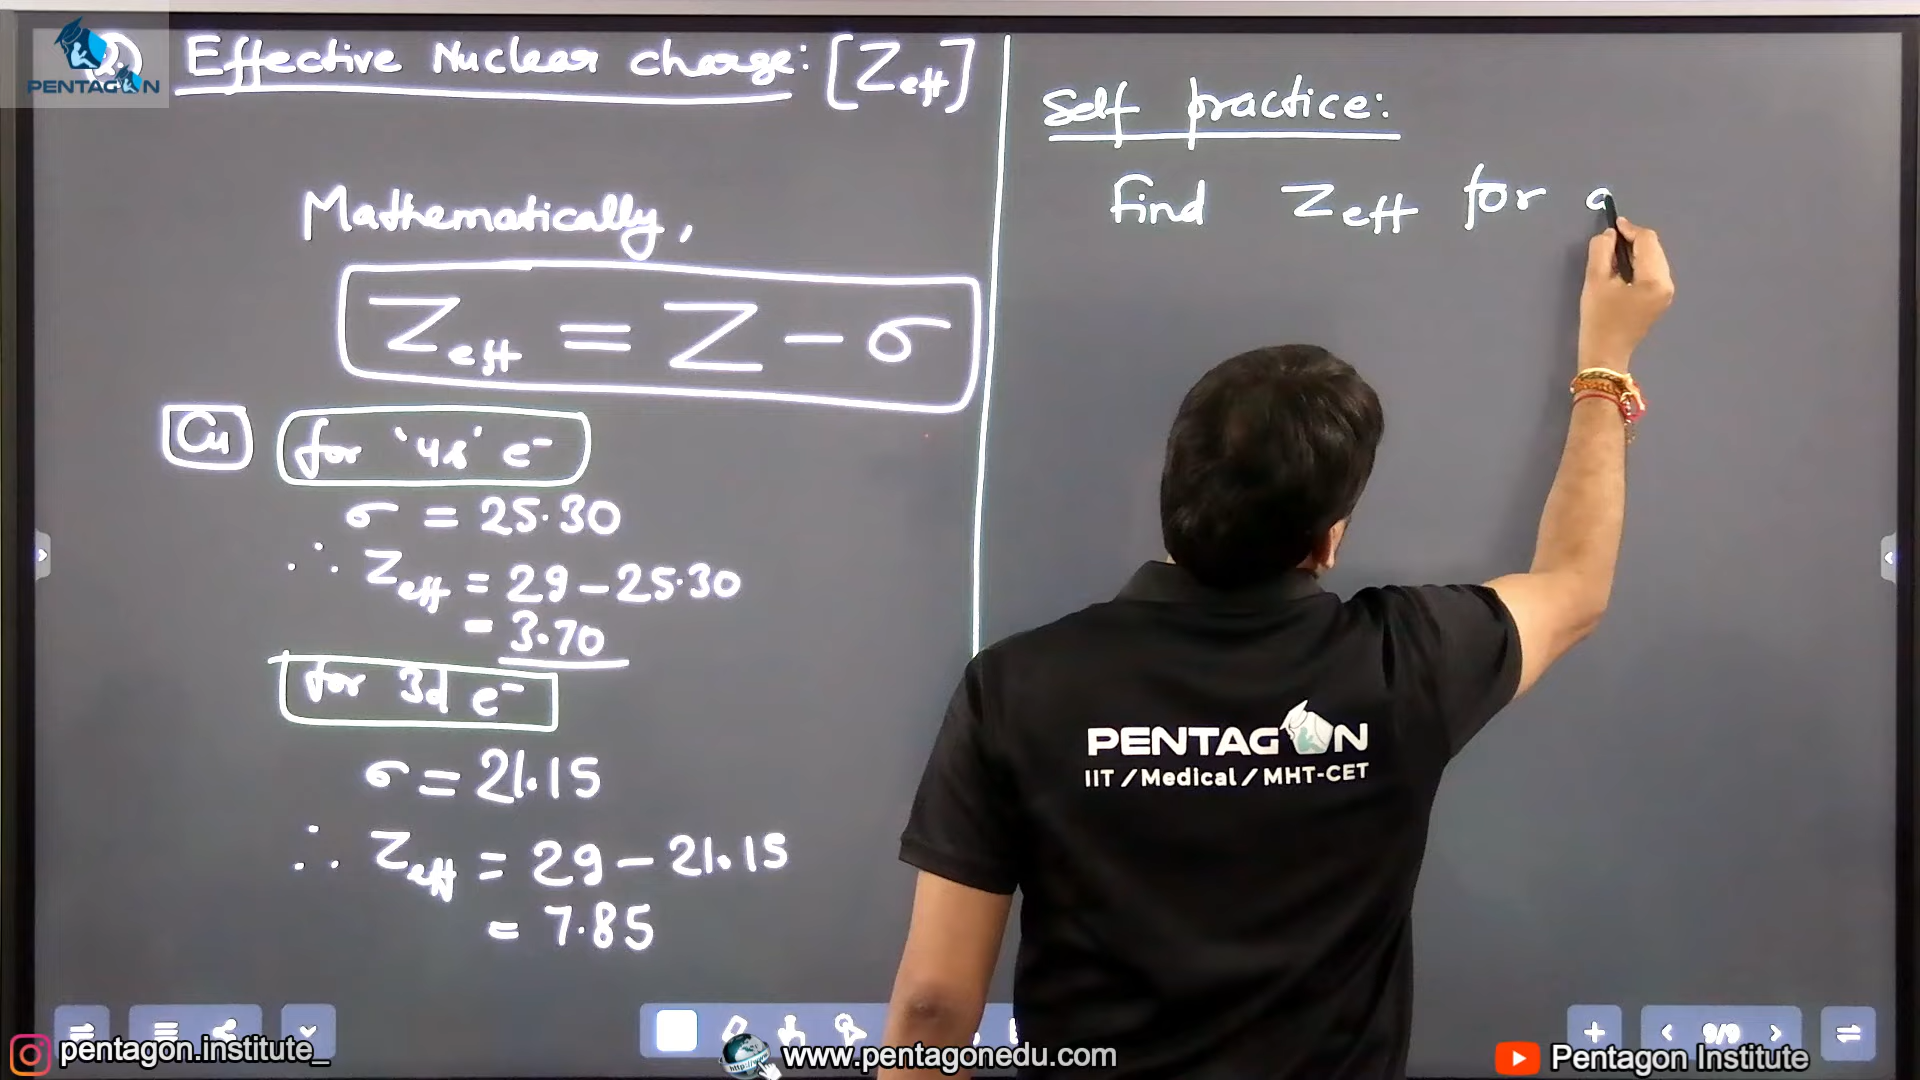 PENTAGON
Effective Nuclear charge: [Zeff]
Mathematically,
Zeff = Z - σ
Cu for '4s' e⁻
σ = 25.30
∴ Zeff = 29 - 25.30
= 3.70
for 3d e⁻
σ = 21.15
∴ Zeff = 29 - 21.15
= 7.85
Self practice:
Find Zeff for
PENTAGON
IIT / Medical / MHT-CET
9/9
pentagon.institute_
www.pentagonedu.com
Pentagon Institute